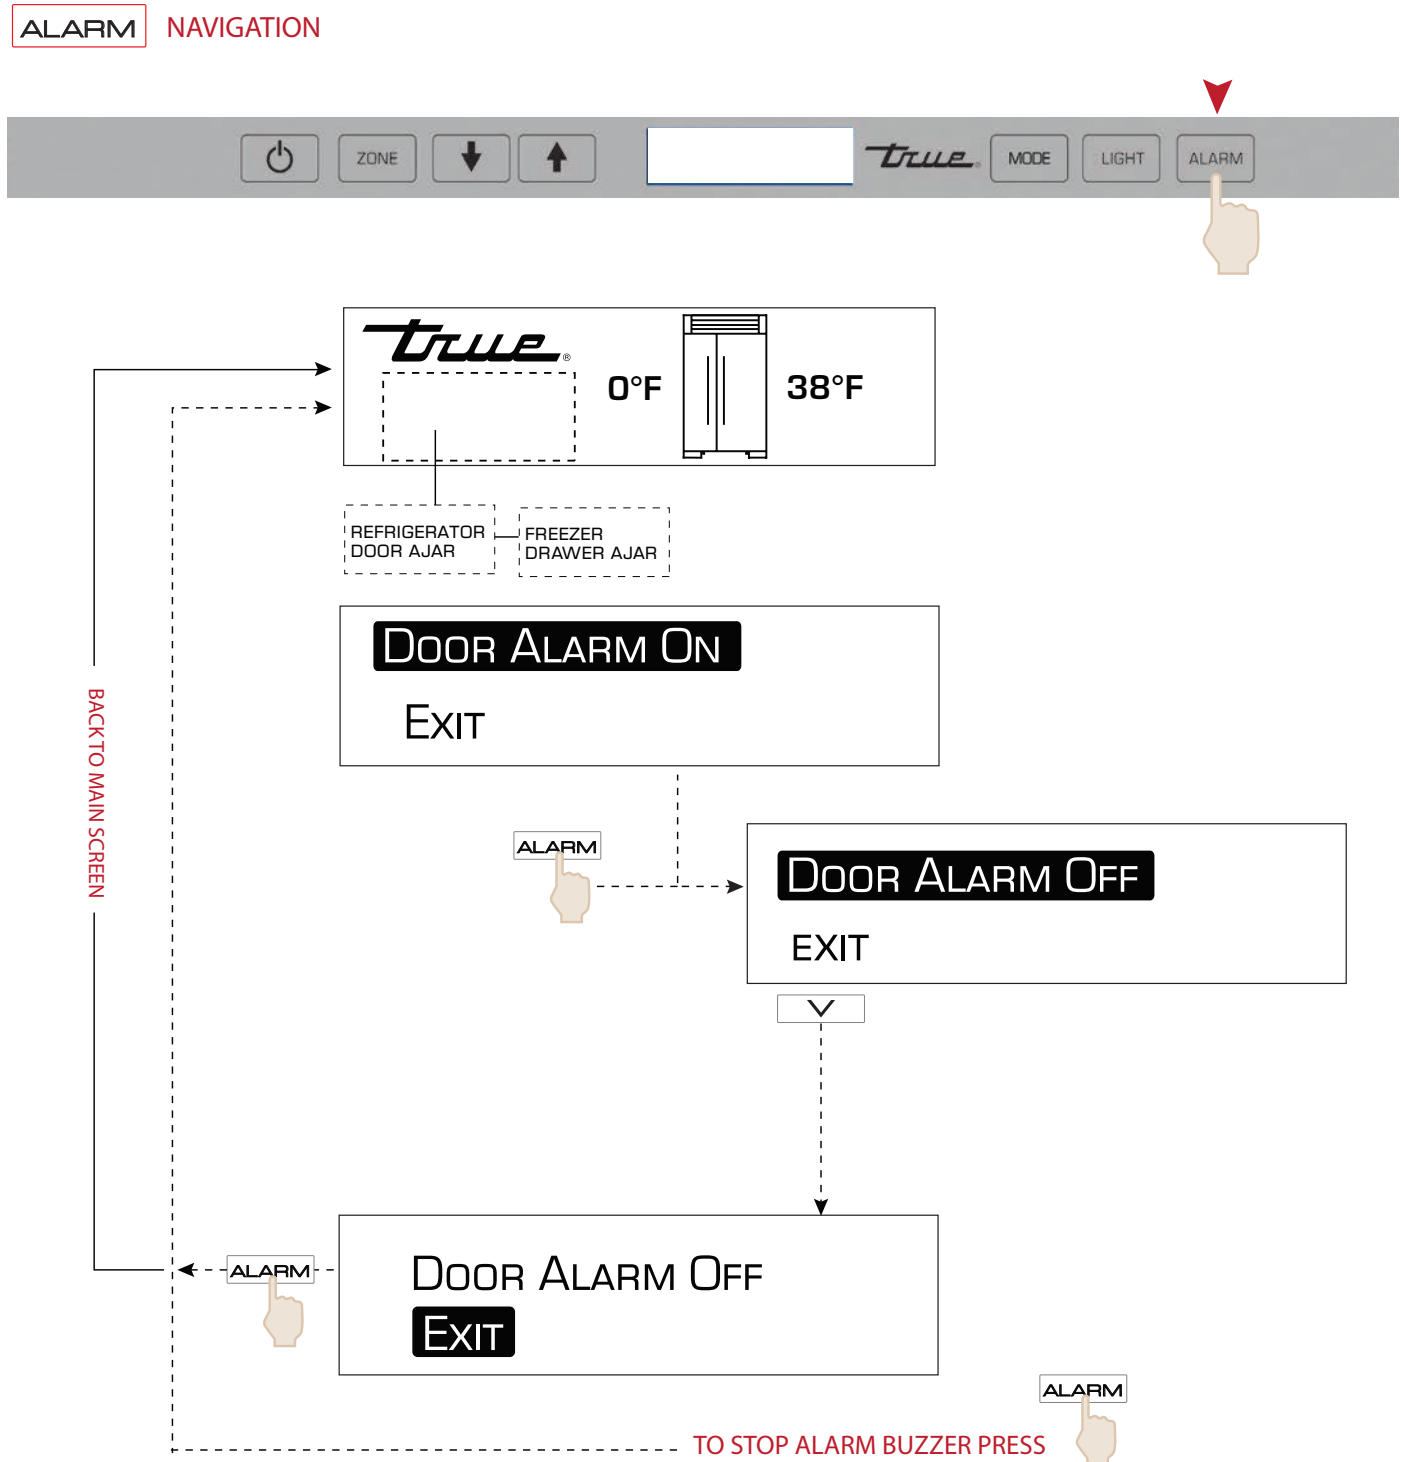 ALARM NAVIGATION
ZONE
true®
MODE
LIGHT
ALARM
true®
0°F
38°F
REFRIGERATOR
DOOR AJAR
FREEZER
DRAWER AJAR
DOOR ALARM ON
EXIT
BACK TO MAIN SCREEN
ALARM
DOOR ALARM OFF
EXIT
ALARM
DOOR ALARM OFF
EXIT
ALARM
TO STOP ALARM BUZZER PRESS